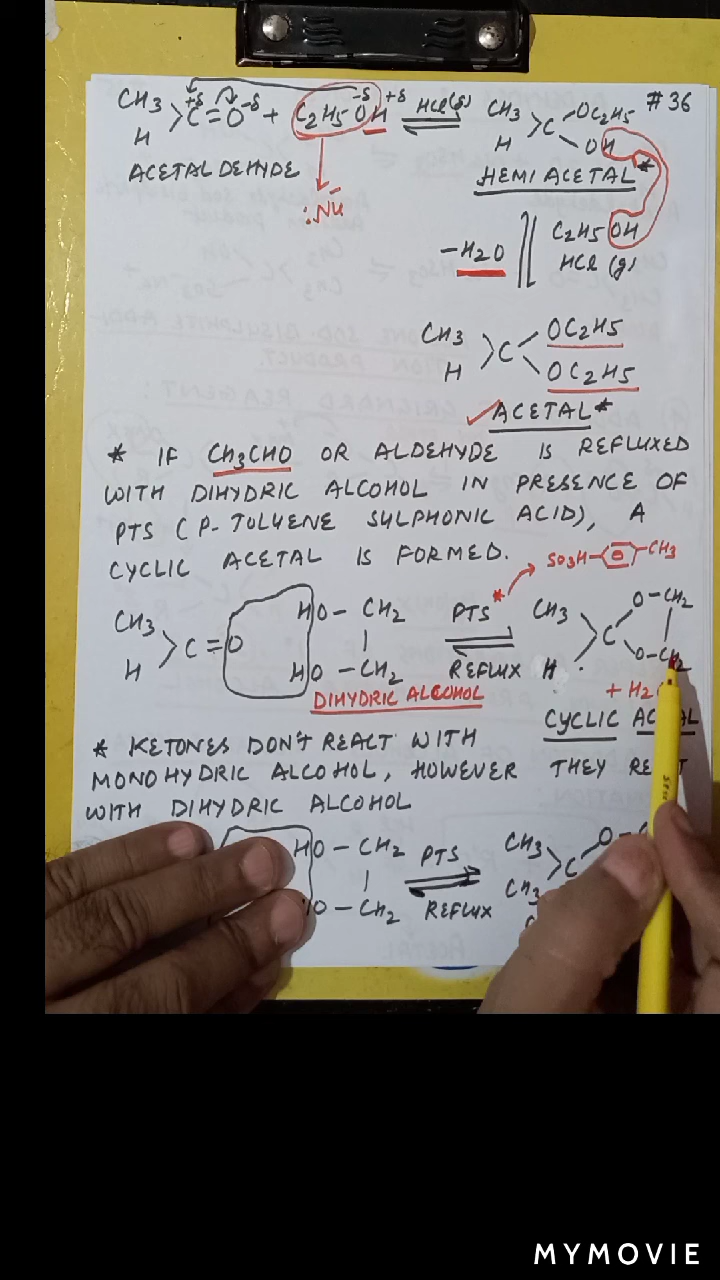 CH3 +δ -δ -δ +δ HCl(g) CH3 OC2H5 #36
>C=O + C2H5OH ⇌ >C<
H H OH
ACETALDEHYDE HEMI ACETAL*
:Nū
-H2O C2H5OH
HCl (g)
CH3 OC2H5
>C<
H OC2H5
✓ACETAL*
* IF CH3CHO OR ALDEHYDE IS REFLUXED
WITH DIHYDRIC ALCOHOL IN PRESENCE OF
PTS (P-TOLUENE SULPHONIC ACID), A
CYCLIC ACETAL IS FORMED. SO3H- -CH3
CH3 HO-CH2 PTS* CH3 O-CH2
>C=O | ⇌ >C< |
H HO-CH2 REFLUX H O-CH2
DIHYDRIC ALCOHOL + H2
CYCLIC
* KETONES DON'T REACT WITH
MONOHYDRIC ALCOHOL, HOWEVER THEY
WITH DIHYDRIC ALCOHOL
HO-CH2 PTS CH3 O
| ⇌ >C
O-CH2 REFLUX CH3
MYMOVIE